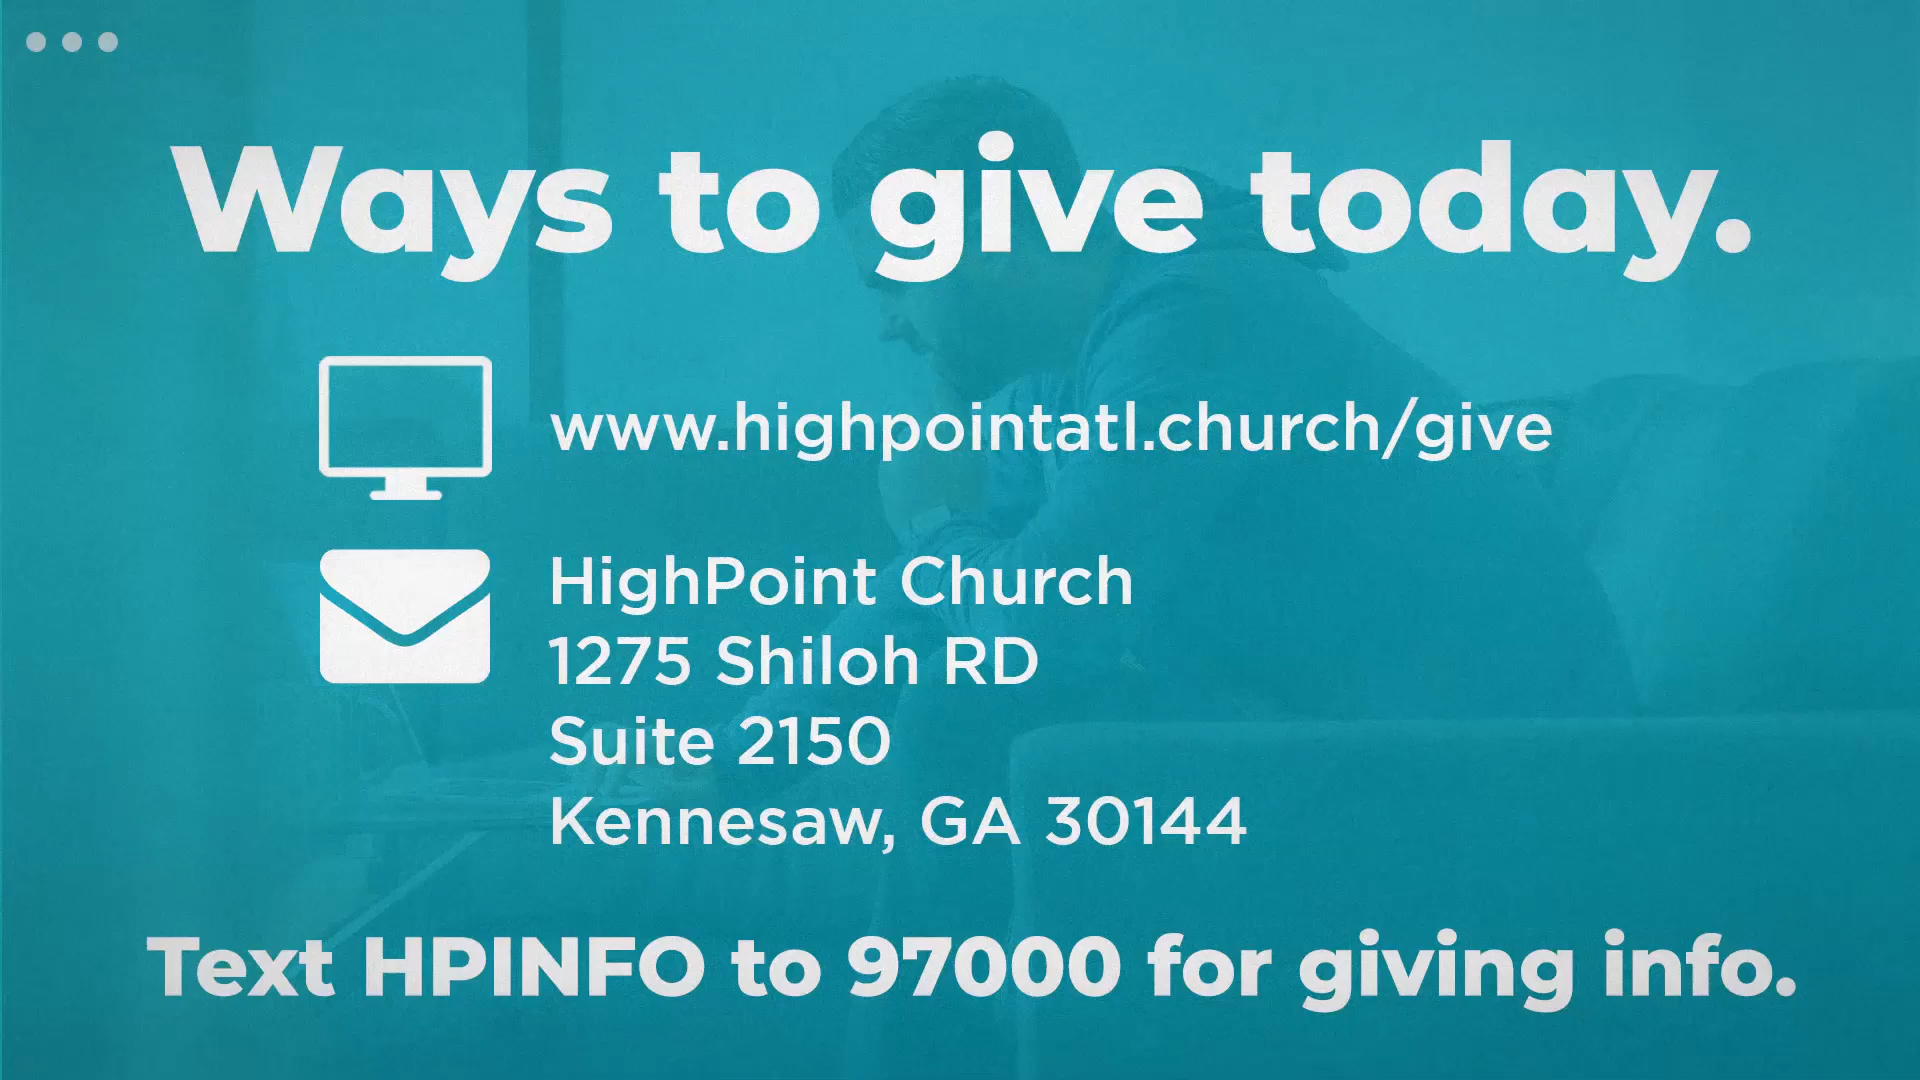 Ways to give today.
www.highpointatl.church/give
HighPoint Church
1275 Shiloh RD
Suite 2150
Kennesaw, GA 30144
Text HPINFO to 97000 for giving info.